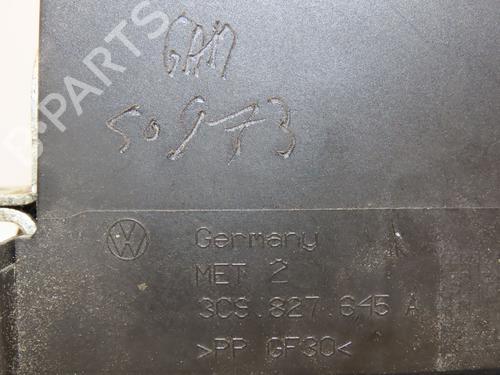 B-PARTS
GAM
50973
Germany
MET 2
3C9.827.645 A
>PP GF30<